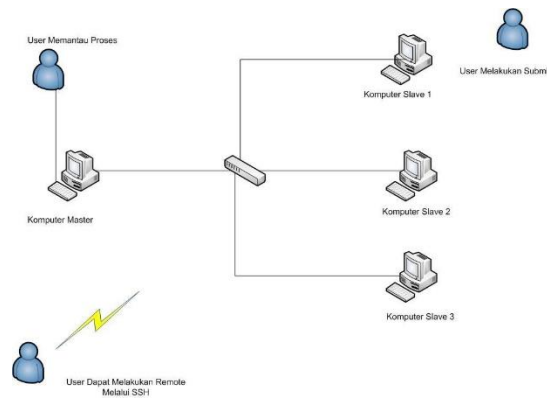 User Memantau Proses
User Melakukan Submi
Komputer Slave 1
Komputer Master
Komputer Slave 2
Komputer Slave 3
User Dapat Melakukan Remote
Melalui SSH